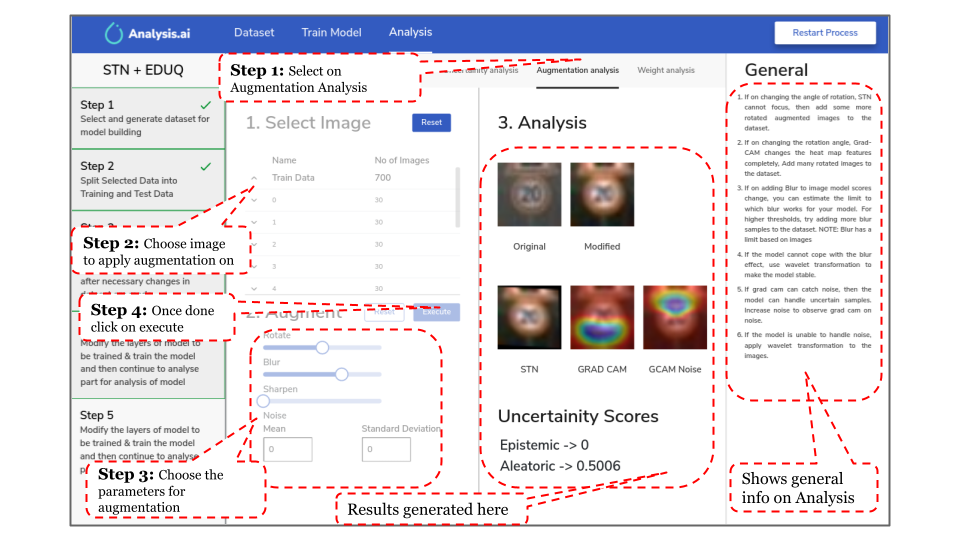 Analysis.ai
Dataset
Train Model
Analysis
Restart Process
STN + EDUQ
Step 1
Select and generate dataset for
model building
Step 2
Split Selected Data into
Training and Test Data
after necessary changes in
Modify the layers of model to
be trained & train the model
and then continue to analyse
part for analysis of model
Step 5
Modify the layers of model to
be trained & train the model
and then continue to analyse
Step 1: Select on
Augmentation Analysis
Step 2: Choose image
to apply augmentation on
Step 4: Once done
click on execute
Step 3: Choose the
parameters for
augmentation
analysis
Augmentation analysis
Weight analysis
1. Select Image
Reset
Name
No of Images
Train Data
700
0
30
1
30
2
30
3
30
4
30
2. Augment
Execute
Rotate
Blur
Sharpen
Noise
Mean
Standard Deviation
0
0
3. Analysis
Original
Modified
STN
GRAD CAM
GCAM Noise
Uncertainity Scores
Epistemic -> 0
Aleatoric -> 0.5006
Results generated here
General
1. If on changing the angle of rotation, STN
cannot focus, then add some more
rotated augmented images to the
dataset.
2. If on changing the rotation angle, Grad-
CAM changes the heat map features
completely, Add many rotated images to
the dataset.
3. If on adding Blur to image model scores
change, you can estimate the limit to
which blur works for your model. For
higher thresholds, try adding more blur
samples to the dataset. NOTE: Blur has a
limit based on images
4. If the model cannot cope with the blur
effect, use wavelet transformation to
make the model stable.
5. If grad cam can catch noise, then the
model can handle uncertain samples.
Increase noise to observe grad cam on
noise.
6. If the model is unable to handle noise,
apply wavelet transformation to the
images.
Shows general
info on Analysis